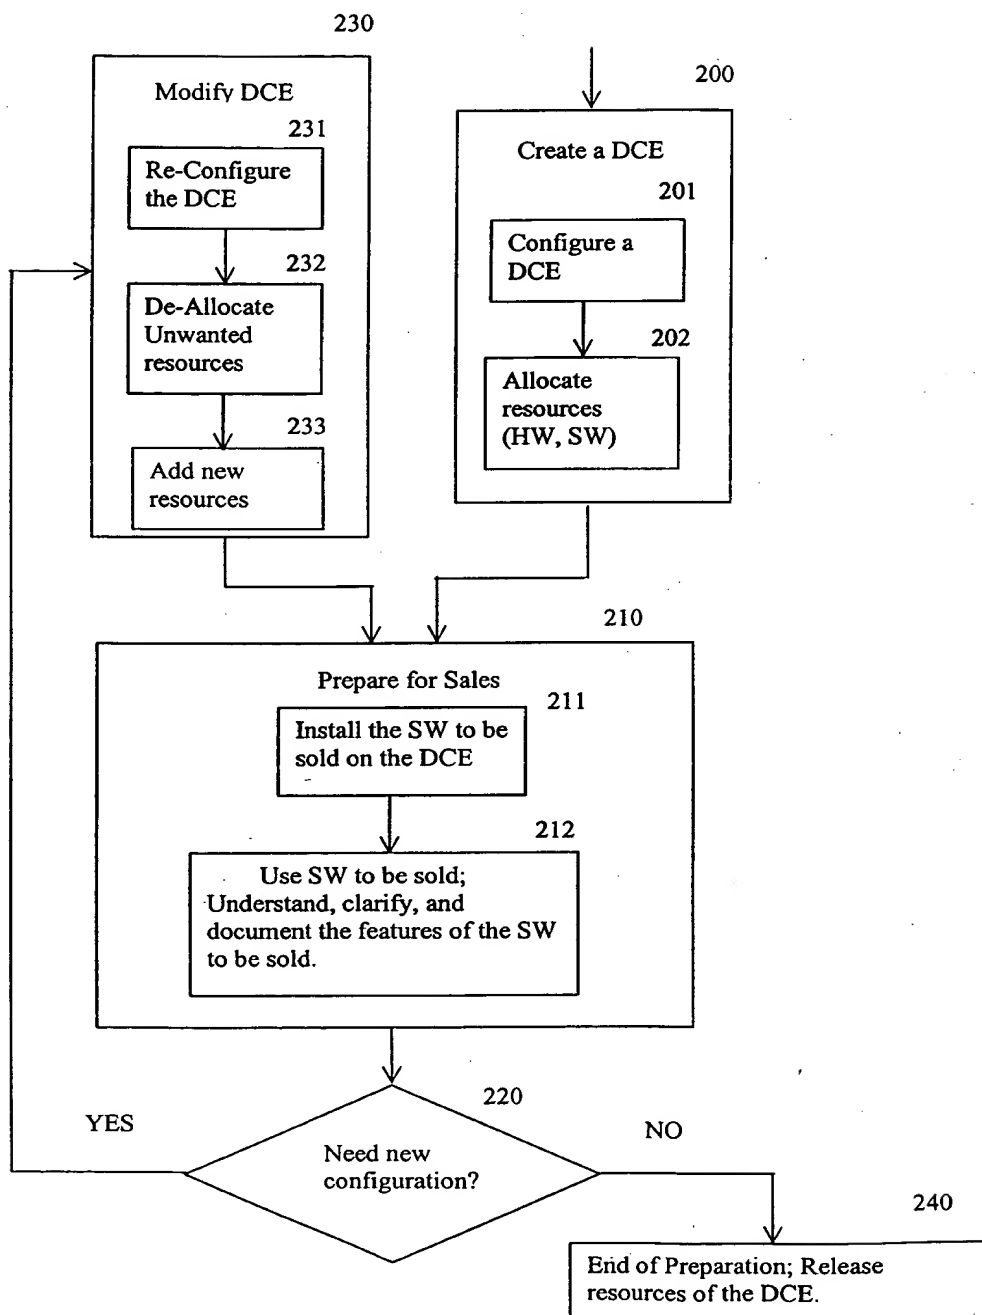 230
Modify DCE
231
Re-Configure
the DCE
232
De-Allocate
Unwanted
resources
233
Add new
resources
200
Create a DCE
201
Configure a
DCE
202
Allocate
resources
(HW, SW)
210
Prepare for Sales
211
Install the SW to be
sold on the DCE
212
Use SW to be sold;
Understand, clarify, and
document the features of the SW
to be sold.
220
YES
NO
Need new
configuration?
240
End of Preparation; Release
resources of the DCE.